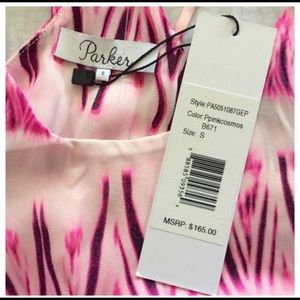 Parker
S
Style:PA5051087GEP
Color:Ppinkcosmos
B671
Size: S
MSRP: $165.00